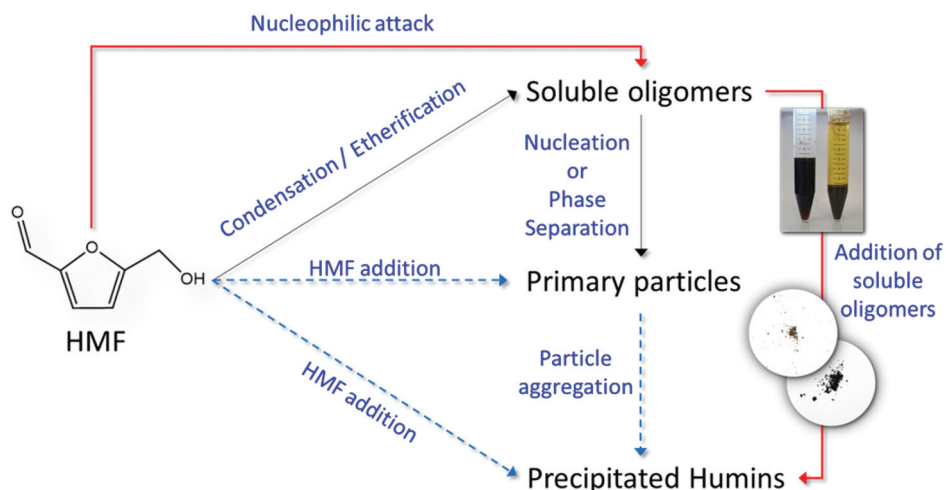 Nucleophilic attack
Condensation / Etherification
Soluble oligomers
Nucleation
or
Phase
Separation
Addition of
soluble
oligomers
O
O
OH
HMF
HMF addition
Primary particles
HMF addition
Particle
aggregation
Precipitated Humins